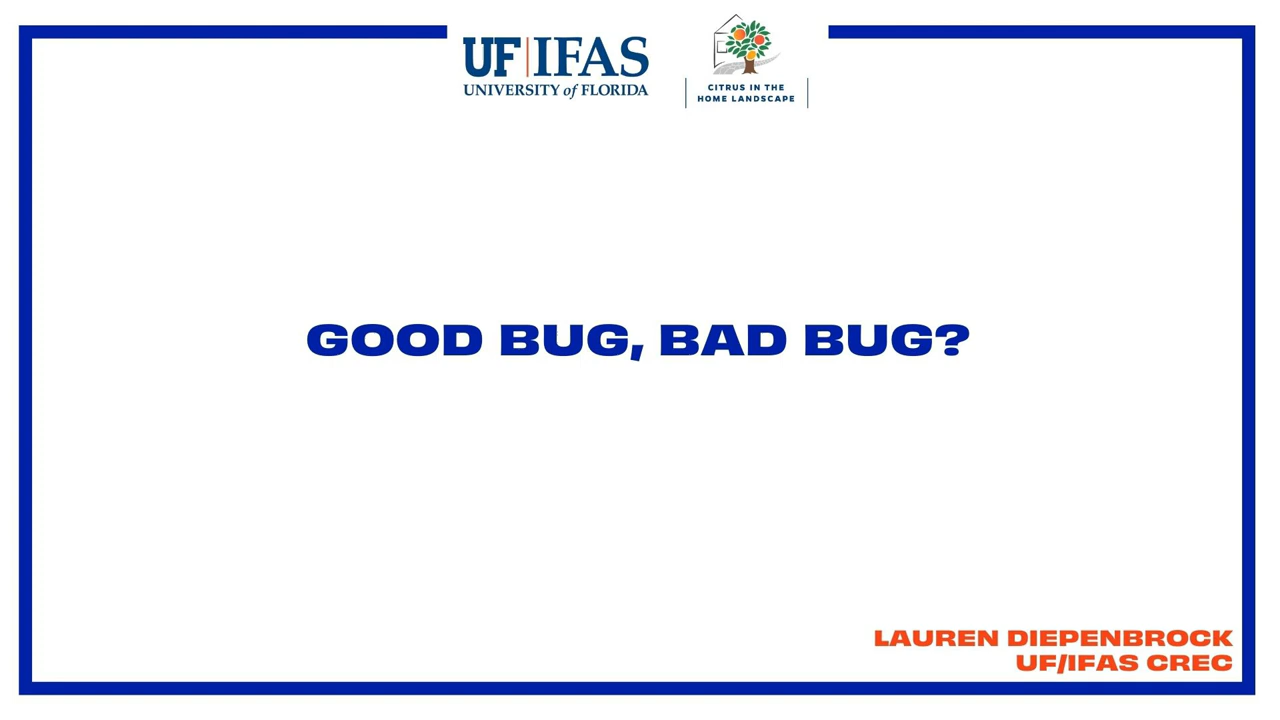 UF|IFAS
UNIVERSITY of FLORIDA
CITRUS IN THE
HOME LANDSCAPE
GOOD BUG, BAD BUG?
LAUREN DIEPENBROCK
UF/IFAS CREC